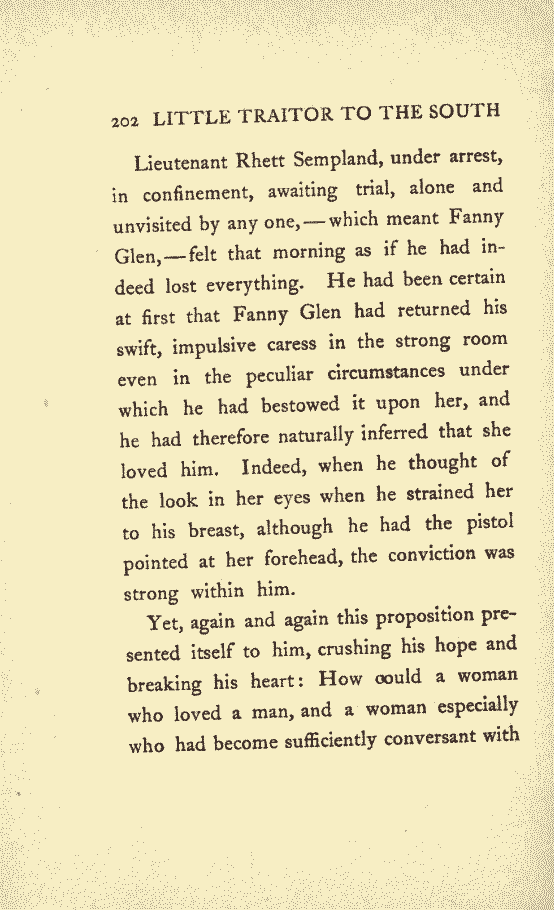 202 LITTLE TRAITOR TO THE SOUTH
Lieutenant Rhett Sempland, under arrest,
in confinement, awaiting trial, alone and
unvisited by any one,—which meant Fanny
Glen,—felt that morning as if he had in-
deed lost everything. He had been certain
at first that Fanny Glen had returned his
swift, impulsive caress in the strong room
even in the peculiar circumstances under
which he had bestowed it upon her, and
he had therefore naturally inferred that she
loved him. Indeed, when he thought of
the look in her eyes when he strained her
to his breast, although he had the pistol
pointed at her forehead, the conviction was
strong within him.
Yet, again and again this proposition pre-
sented itself to him, crushing his hope and
breaking his heart: How could a woman
who loved a man, and a woman especially
who had become sufficiently conversant with